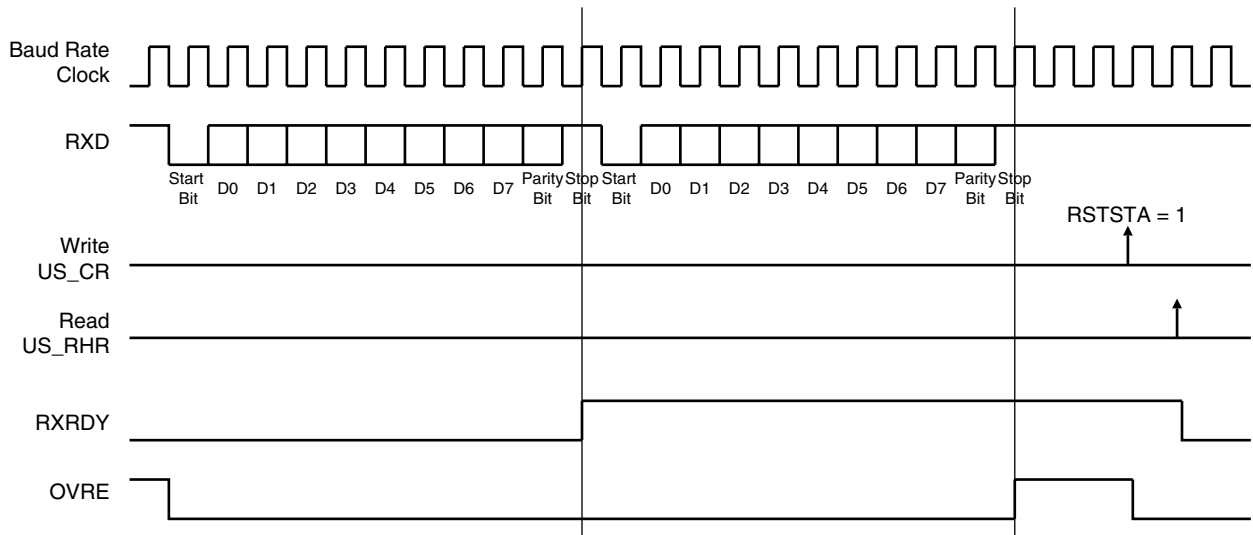 Baud Rate
Clock
RXD
Start Bit D0 D1 D2 D3 D4 D5 D6 D7 Parity Bit Stop Bit Start Bit D0 D1 D2 D3 D4 D5 D6 D7 Parity Bit Stop Bit
RSTSTA = 1
Write
US_CR
Read
US_RHR
RXRDY
OVRE